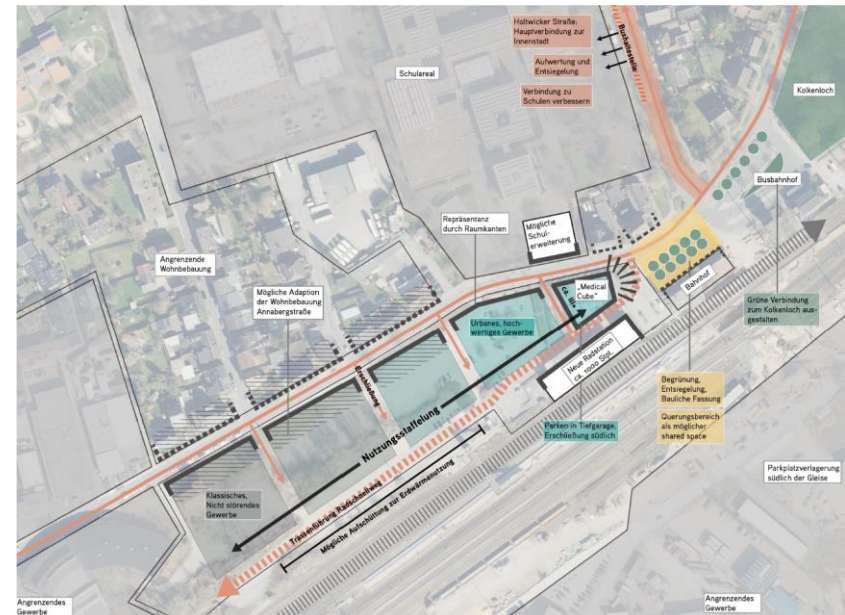 Holtwicker Straße:
Hauptverbindung zur
Innenstadt
Bushaltestelle
Aufwertung und
Entsiegelung
Schulareal
Verbindung zu
Schulen verbessern
Kolkenloch
Busbahnhof
Repräsentanz
durch Raumkanten
Mögliche
Schul-
erweiterung
Angrenzende
Wohnbebauung
Mögliche Adaption
der Wohnbebauung
Annabergstraße
„Medical
Cube"
ca. III+
Bahnhof
Grüne Verbindung
zum Kolkenloch aus-
gestalten
Urbanes, hoch-
wertiges Gewerbe
Neue Radstation
ca. 1000 Stpl.
Erschließung
Begrünung,
Entsiegelung,
Bauliche Fassung
Nutzungsstaffelung
Parken in Tiefgarage,
Erschließung südlich
Querungsbereich
als möglicher
shared space
Parkplatzverlagerung
südlich der Gleise
Klassisches,
Nicht störendes
Gewerbe
Trassenführung Radschnellweg
Mögliche Aufschüttung zur Erdwärmenutzung
Angrenzendes
Gewerbe
Angrenzendes
Gewerbe